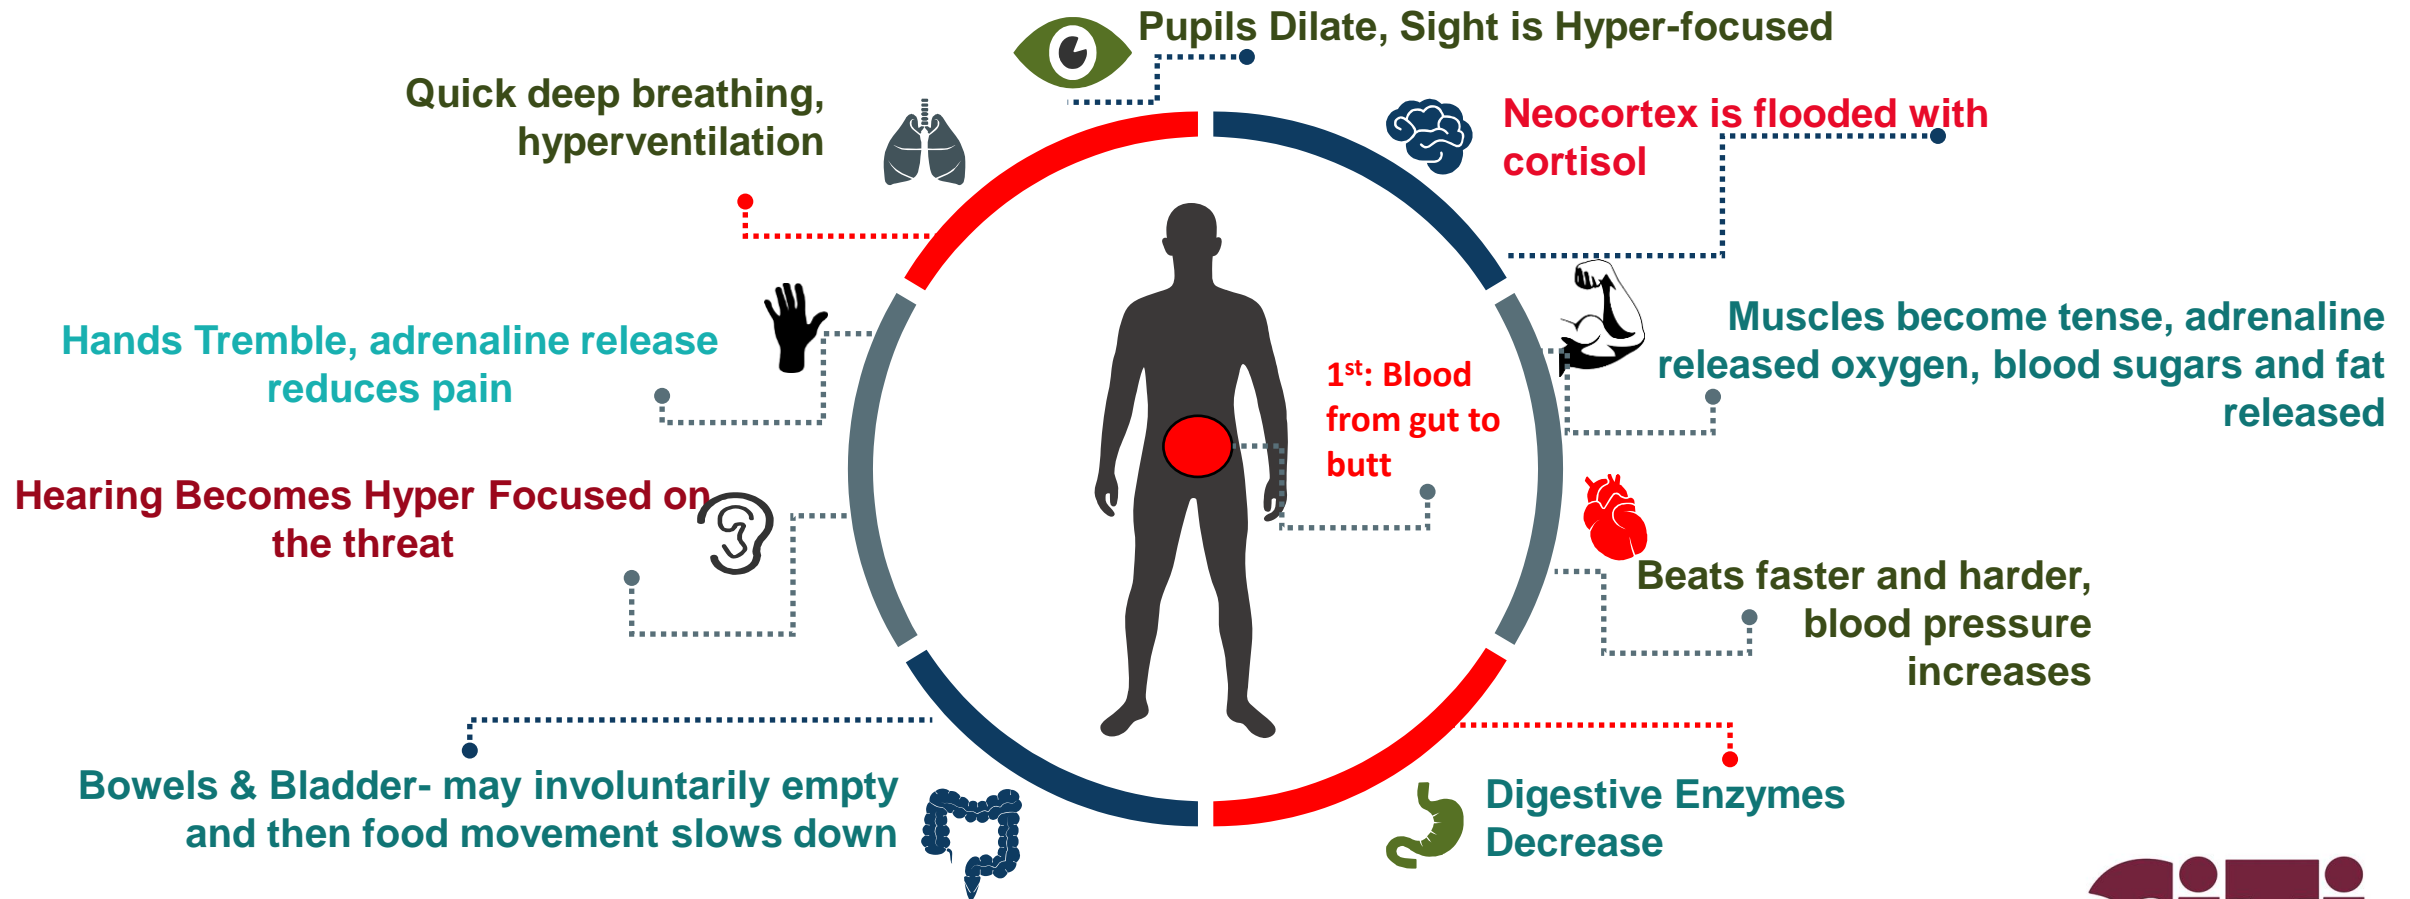 Pupils Dilate, Sight is Hyper-focused
Quick deep breathing,
hyperventilation
Neocortex is flooded with
cortisol
Hands Tremble, adrenaline release
reduces pain
Muscles become tense, adrenaline
released oxygen, blood sugars and fat
released
1st: Blood
from gut to
butt
Hearing Becomes Hyper Focused on
the threat
Beats faster and harder,
blood pressure
increases
Bowels & Bladder- may involuntarily empty
and then food movement slows down
Digestive Enzymes
Decrease